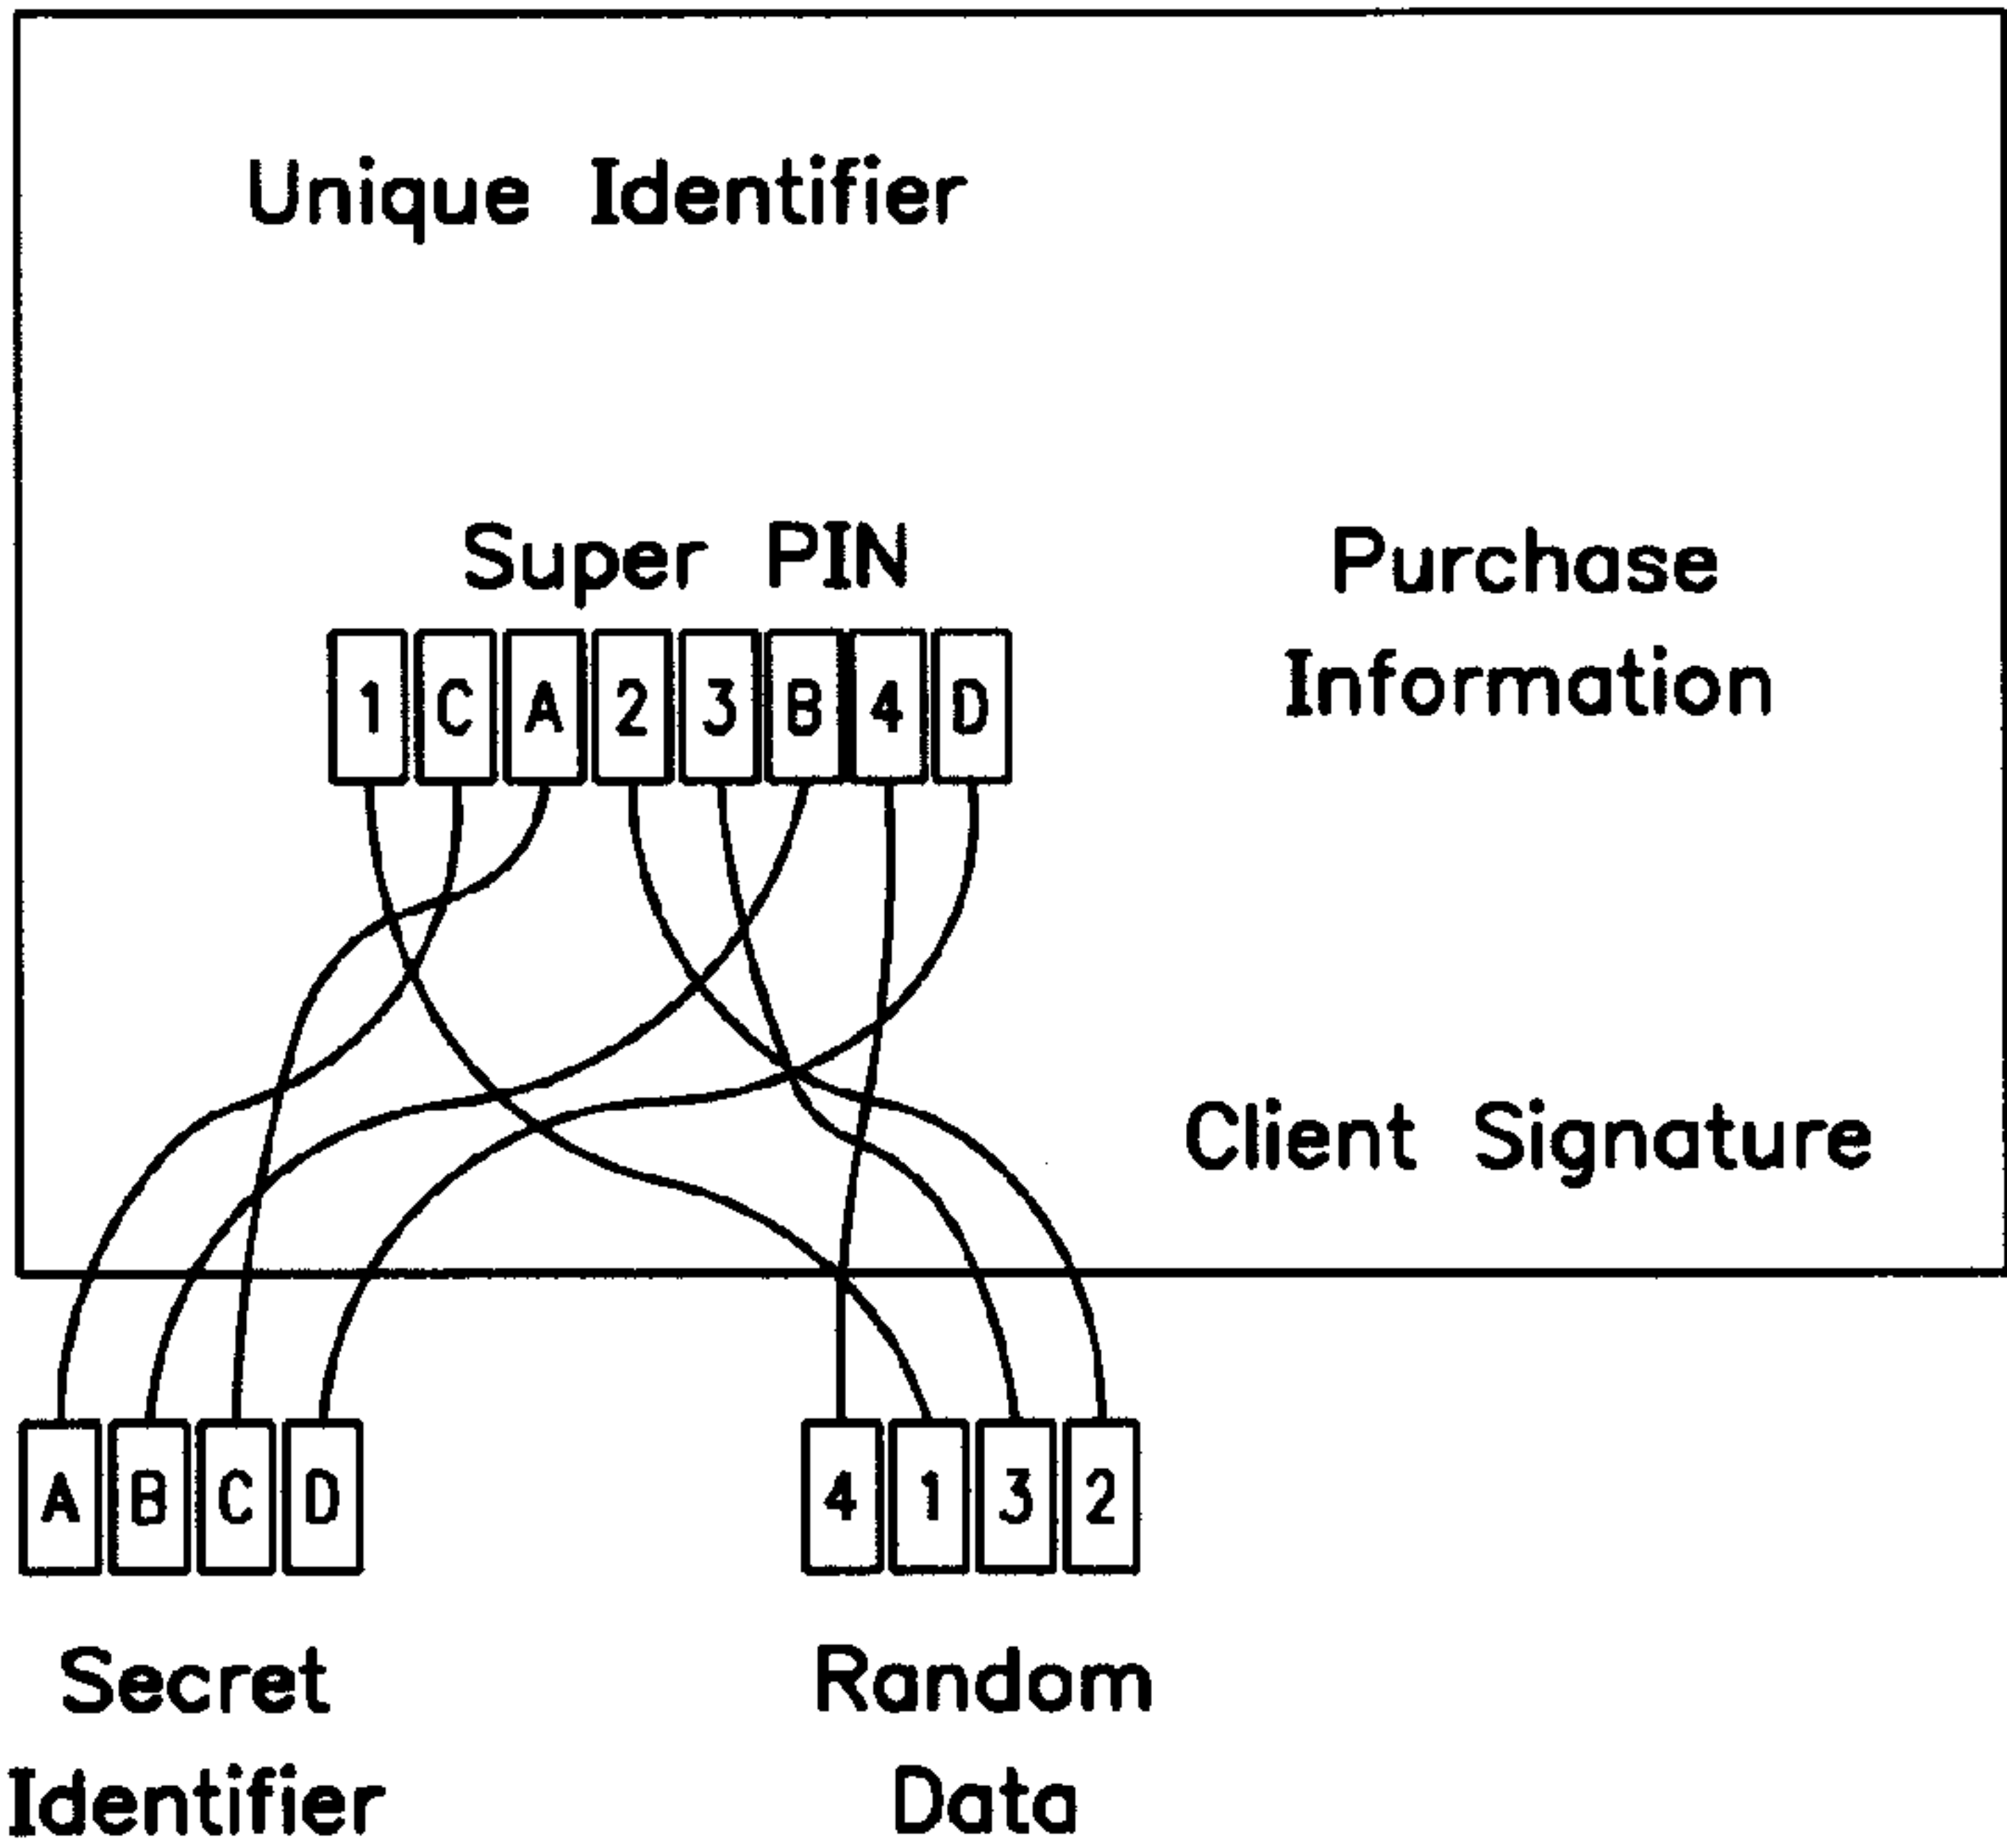 Unique Identifier
Super PIN
1 C A 2 3 B 4 D
Purchase
Information
Client Signature
A B C D
4 1 3 2
Secret
Identifier
Random
Data